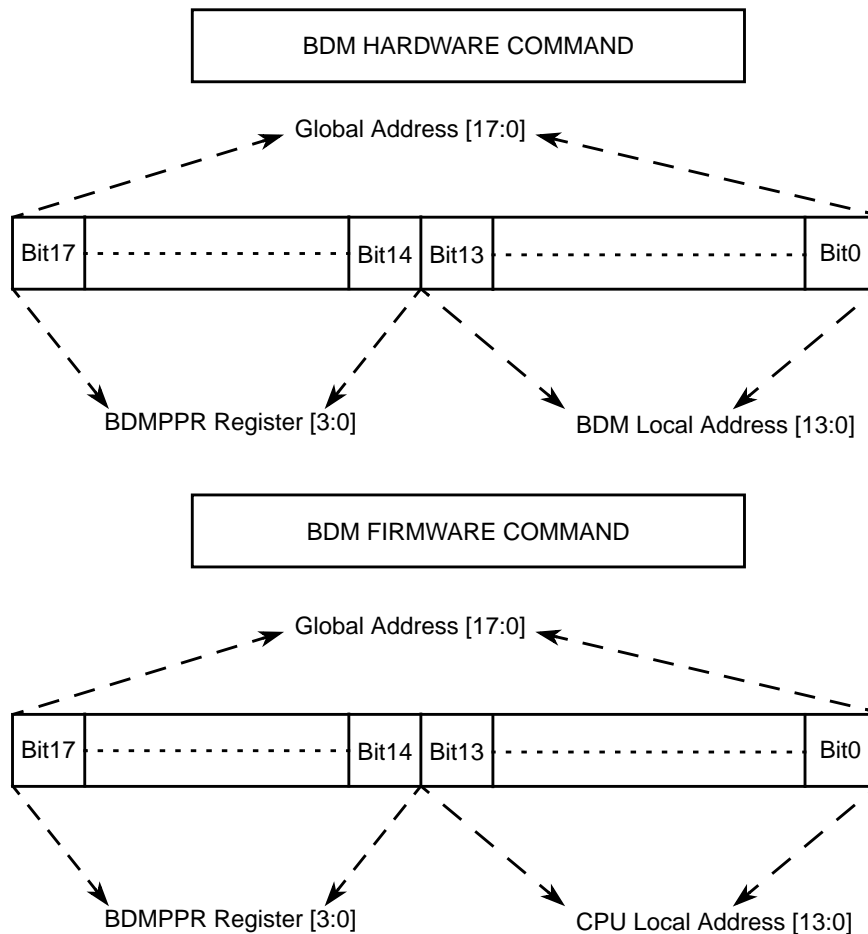 BDM HARDWARE COMMAND
Global Address [17:0]
Bit17 Bit14 Bit13 Bit0
BDMPPR Register [3:0] BDM Local Address [13:0]
BDM FIRMWARE COMMAND
Global Address [17:0]
Bit17 Bit14 Bit13 Bit0
BDMPPR Register [3:0] CPU Local Address [13:0]